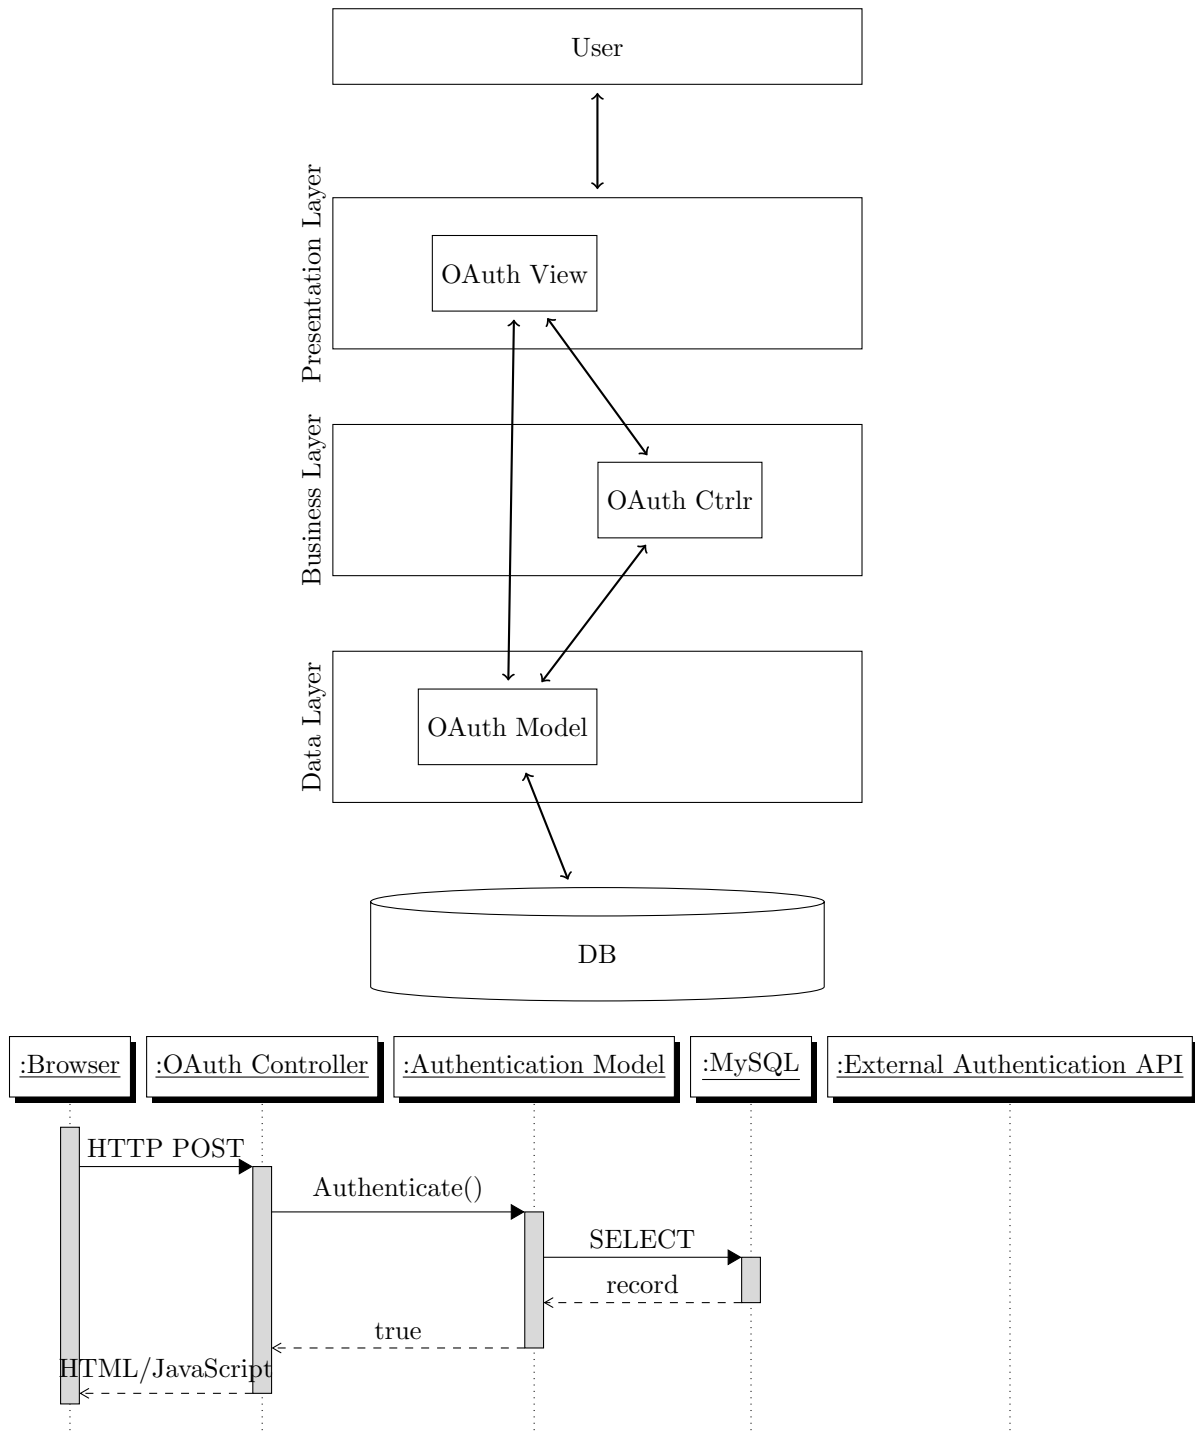 User
Presentation Layer
OAuth View
Business Layer
OAuth Ctrlr
Data Layer
OAuth Model
DB
:Browser
:OAuth Controller
:Authentication Model
:MySQL
:External Authentication API
HTTP POST
Authenticate()
SELECT
record
true
HTML/JavaScript